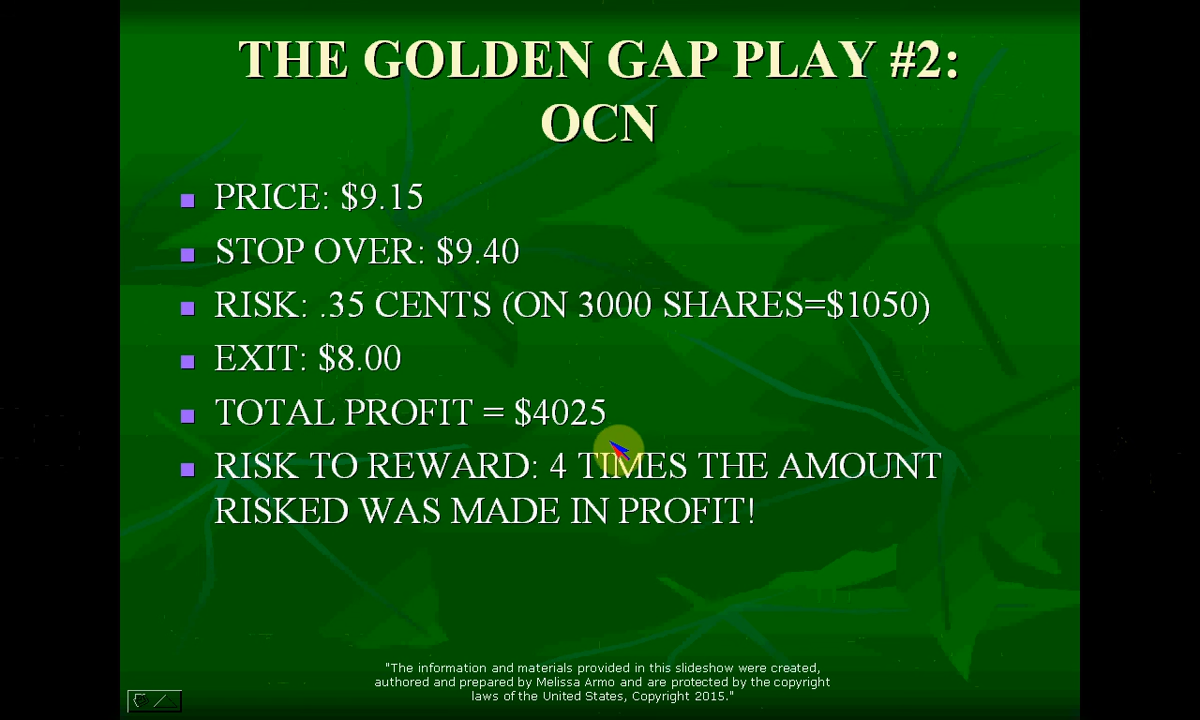 THE GOLDEN GAP PLAY #2:
OCN
PRICE: $9.15
STOP OVER: $9.40
RISK: .35 CENTS (ON 3000 SHARES=$1050)
EXIT: $8.00
TOTAL PROFIT = $4025
RISK TO REWARD: 4 TIMES THE AMOUNT
RISKED WAS MADE IN PROFIT!
"The information and materials provided in this slideshow were created,
authored and prepared by Melissa Armo and are protected by the copyright
laws of the United States, Copyright 2015."